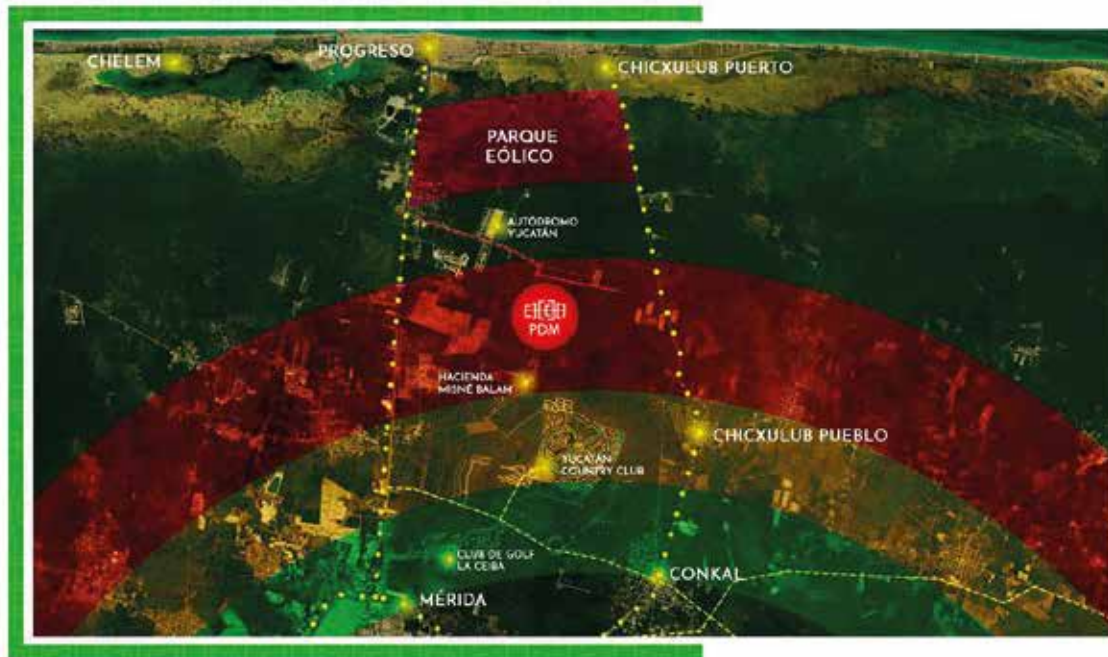 CHELEM
PROGRESO
CHICXULUB PUERTO
PARQUE
EÓLICO
AUTÓDROMO
YUCATÁN
PDM
HACIENDA
MISNÉ BALAM
CHICXULUB PUEBLO
YUCATÁN
COUNTRY CLUB
CLUB DE GOLF
LA CEIBA
CONKAL
MÉRIDA